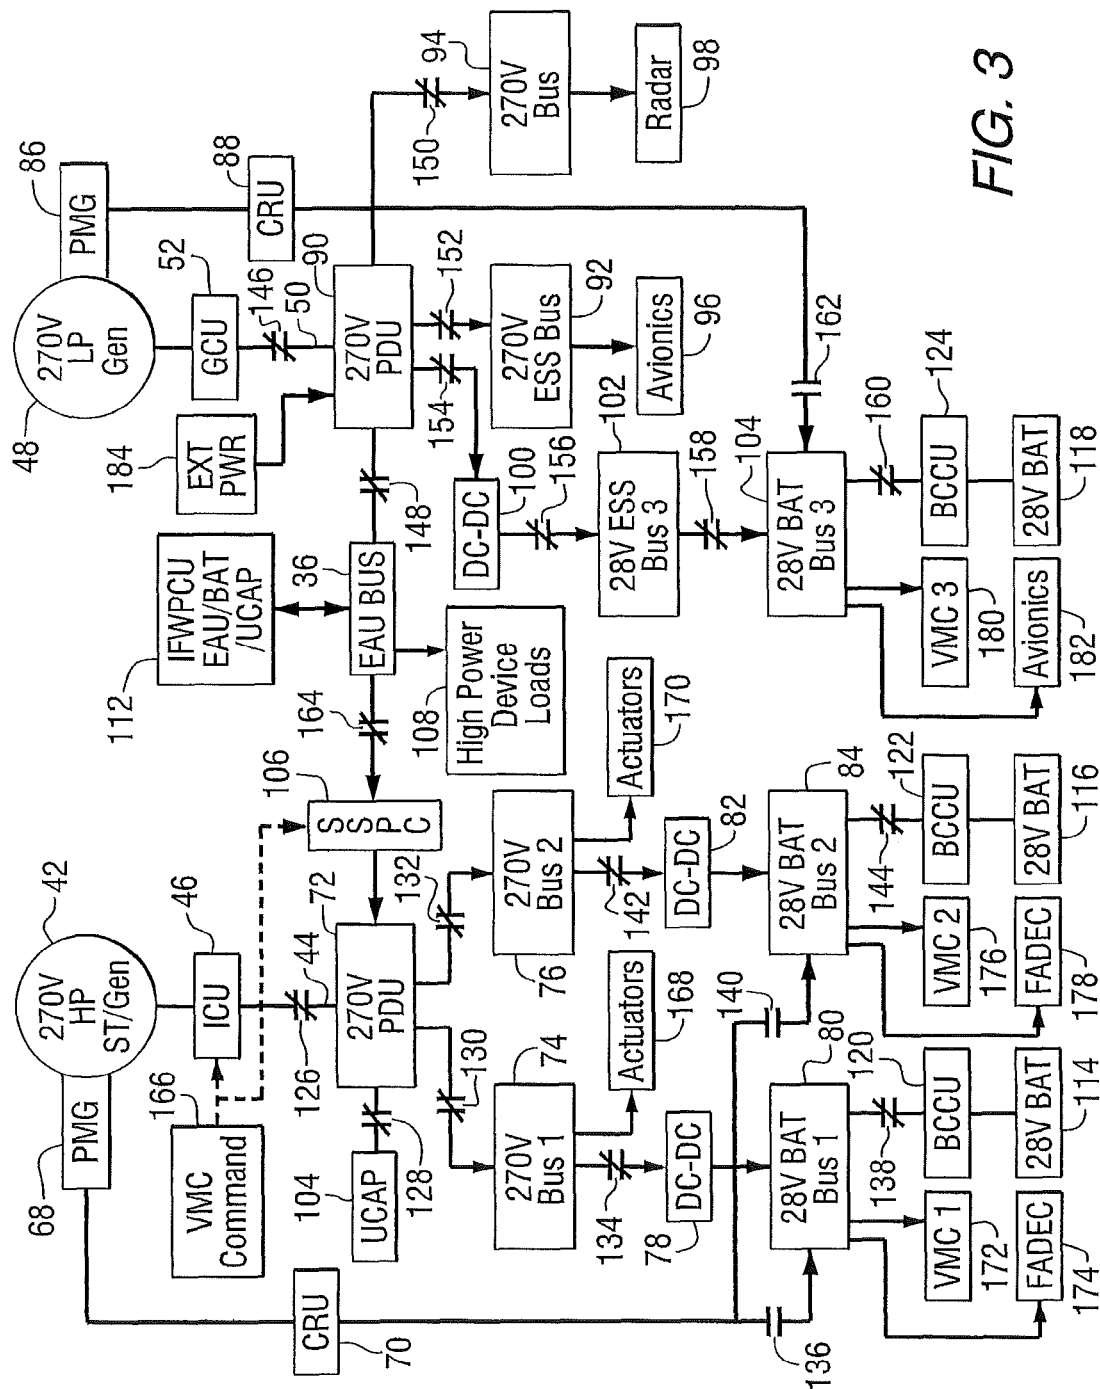 68
PMG
270V
HP
ST/Gen
42
166
VMC
Command
ICU
46
126
44
104
UCAP
128
270V
PDU
72
106
S
S
P
C
164
130
132
CRU
70
270V
Bus 1
74
270V
Bus 2
76
134
Actuators
168
142
Actuators
170
DC-DC
78
DC-DC
82
136
140
28V BAT
Bus 1
80
28V BAT
Bus 2
84
138
120
144
122
VMC 1
172
BCCU
VMC 2
176
BCCU
FADEC
174
28V BAT
114
FADEC
178
28V BAT
116
112
IFWPCU
EAU/BAT
/UCAP
36
EAU BUS
148
108
High Power
Device
Loads
184
EXT
PWR
48
270V
LP
Gen
PMG
86
GCU
52
146
50
CRU
88
270V
PDU
90
154
152
150
270V
Bus
94
Radar
98
270V
ESS Bus
92
Avionics
96
DC-DC
100
156
28V ESS
Bus 3
102
158
28V BAT
Bus 3
104
162
160
VMC 3
180
BCCU
124
Avionics
182
28V BAT
118
FIG. 3